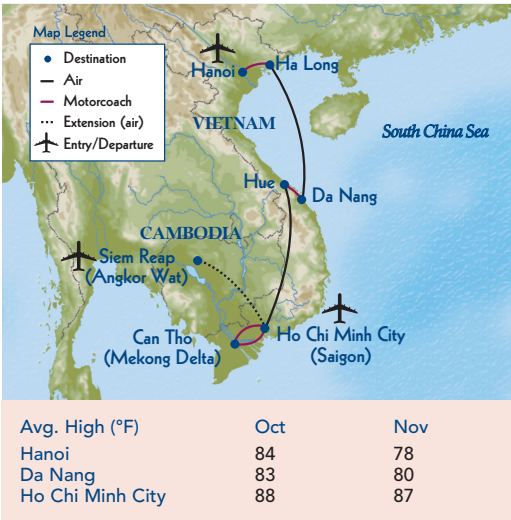 Map Legend
Destination
Air
Motorcoach
Extension (air)
Entry/Departure
Hanoi
Ha Long
VIETNAM
South China Sea
Hue
Da Nang
CAMBODIA
Siem Reap
(Angkor Wat)
Can Tho
(Mekong Delta)
Ho Chi Minh City
(Saigon)
Avg. High (°F) Oct Nov
Hanoi 84 78
Da Nang 83 80
Ho Chi Minh City 88 87